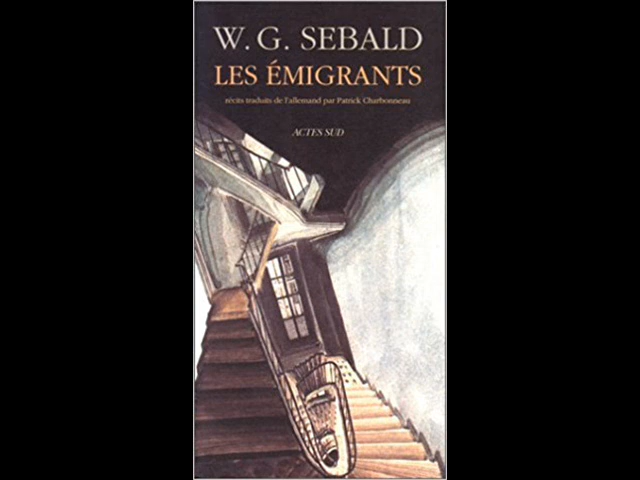 W. G. SEBALD
LES ÉMIGRANTS
récits traduits de l'allemand par Patrick Charbonneau
ACTES SUD